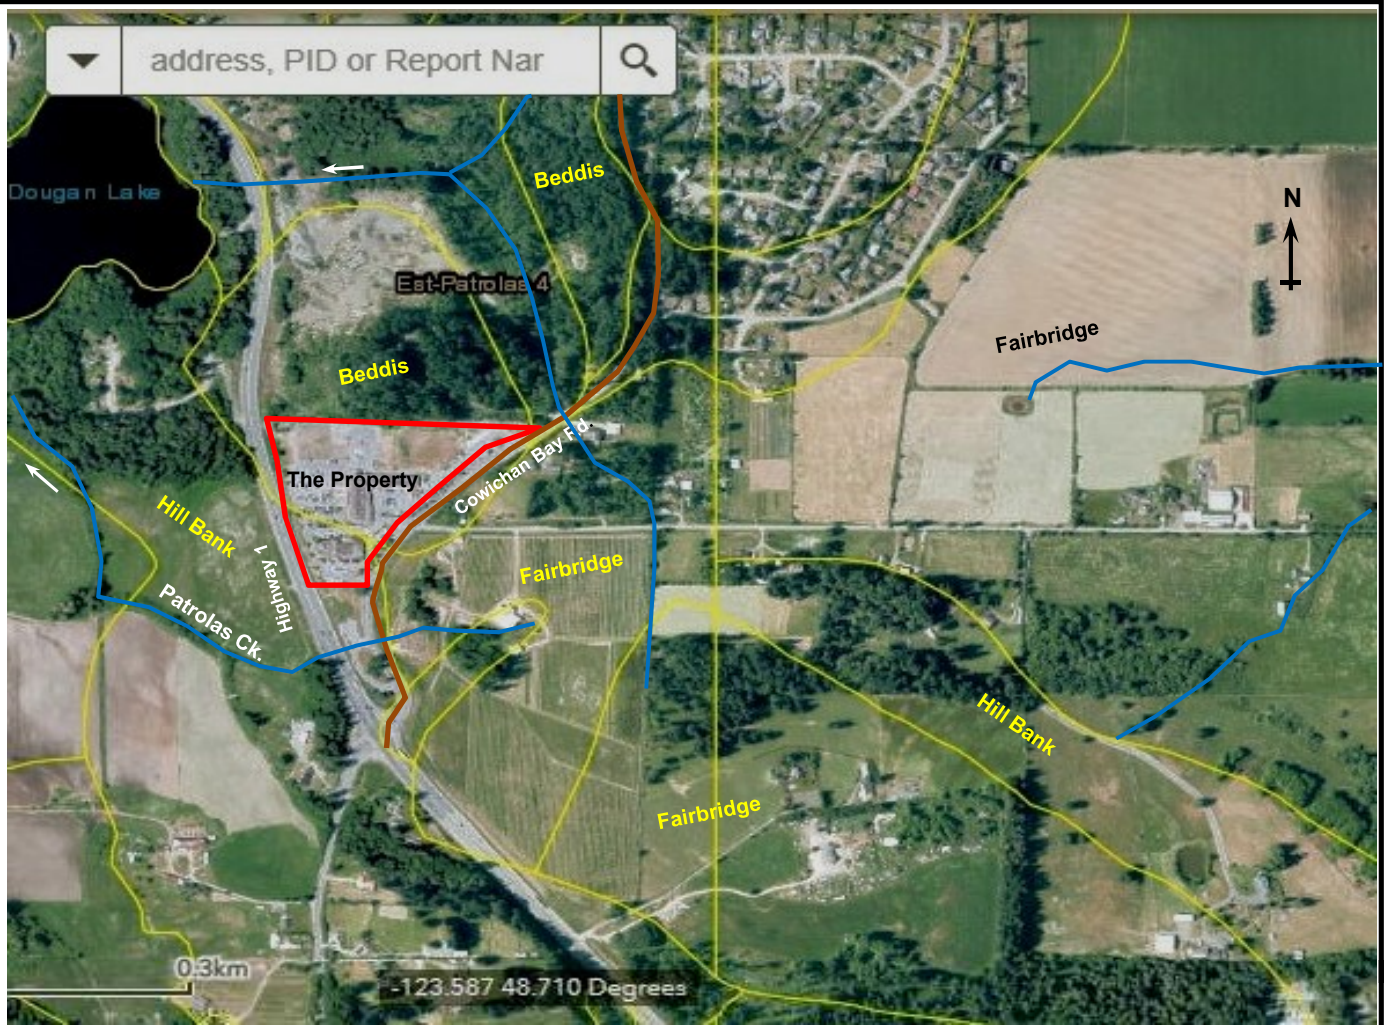 address, PID or Report Nar
Dougan Lake
Beddis
N
Est-Patrolas 4
Fairbridge
Beddis
Cowichan Bay Rd.
The Property
Hill Bank
Highway 1
Fairbridge
Patrolas Ck.
Hill Bank
Fairbridge
0.3km
-123.587 48.710 Degrees